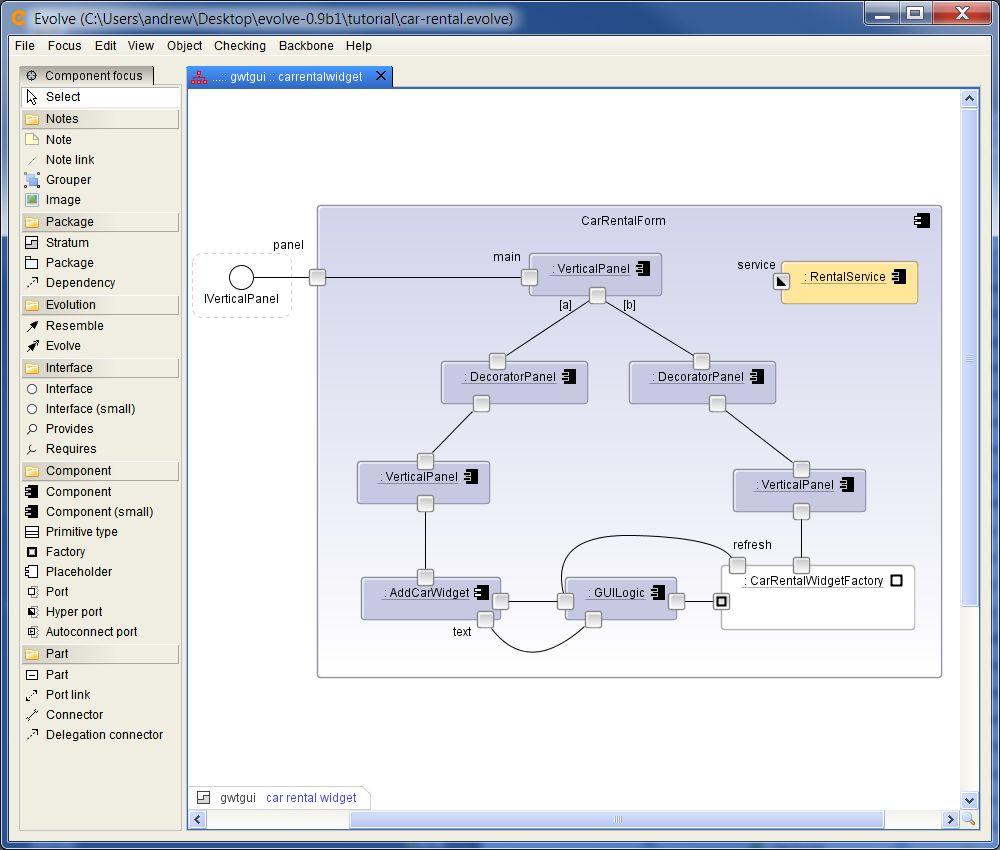 Evolve (C:\Users\andrew\Desktop\evolve-0.9b1\tutorial\car-rental.evolve)
File Focus Edit View Object Checking Backbone Help
Component focus
Select
Notes
Note
Note link
Grouper
Image
Package
Stratum
Package
Dependency
Evolution
Resemble
Evolve
Interface
Interface
Interface (small)
Provides
Requires
Component
Component
Component (small)
Primitive type
Factory
Placeholder
Port
Hyper port
Autoconnect port
Part
Part
Port link
Connector
Delegation connector
...:: gwtgui :: carrentalwidget
CarRentalForm
panel
IVerticalPanel
main
: VerticalPanel
service
: RentalService
[a]
[b]
: DecoratorPanel
: DecoratorPanel
: VerticalPanel
: VerticalPanel
refresh
: AddCarWidget
: GUILogic
: CarRentalWidgetFactory
text
gwtgui car rental widget